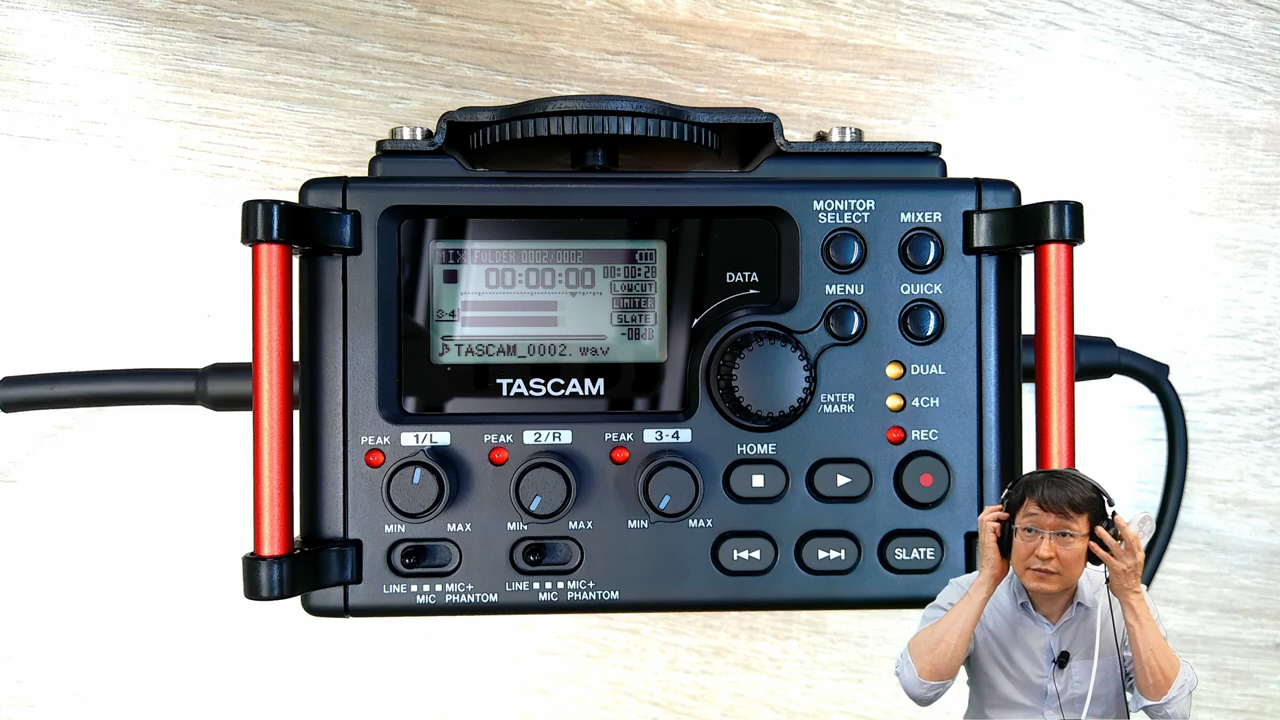 MONITOR
SELECT
MIXER
MIX FOLDER 0002/0002
00:00:00
00:00:28
LOWCUT
LIMITER
3-4
SLATE
-08dB
TASCAM_0002.wav
TASCAM
DATA
MENU
QUICK
ENTER
/MARK
DUAL
4CH
REC
PEAK 1/L
PEAK 2/R
PEAK 3-4
HOME
MIN MAX
MIN MAX
MIN MAX
LINE MIC+
MIC PHANTOM
LINE MIC+
MIC PHANTOM
SLATE